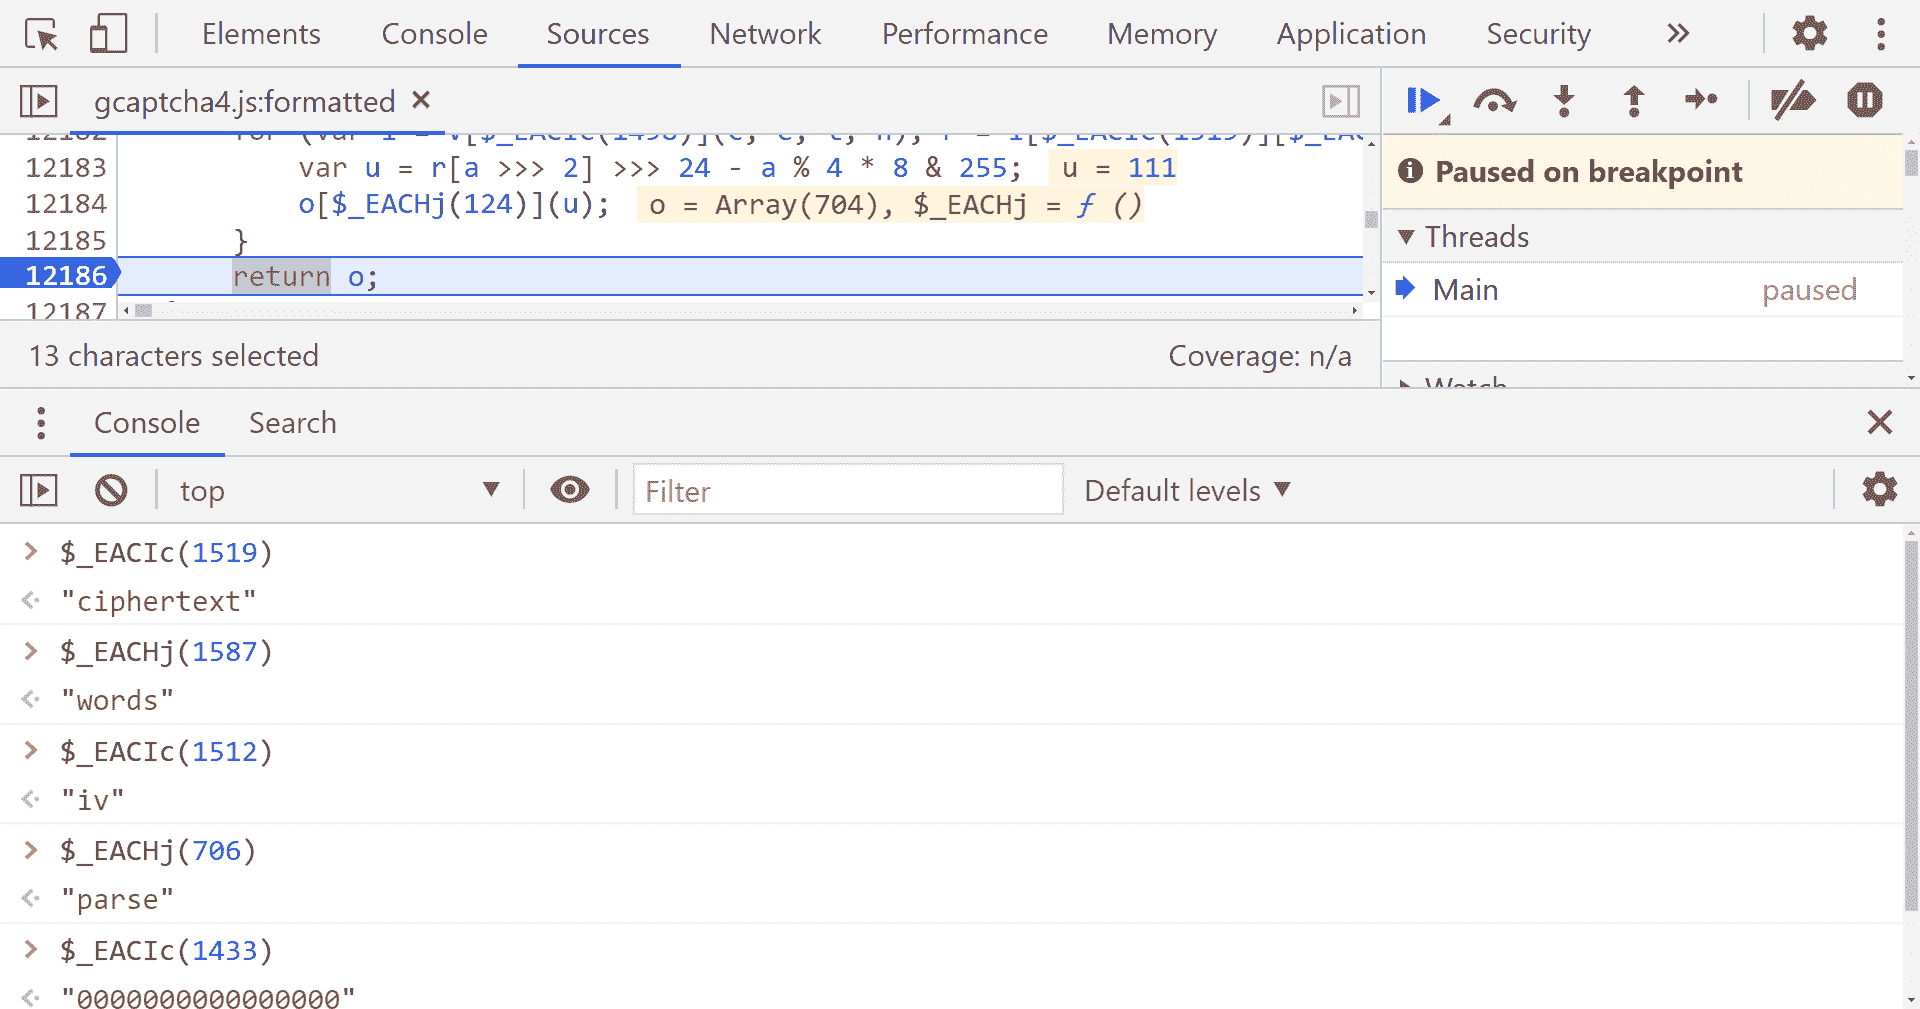 Elements Console Sources Network Performance Memory Application Security »
gcaptcha4.js:formatted ×
12183 var u = r[a >>> 2] >>> 24 - a % 4 * 8 & 255; u = 111
12184 o[$_EACHj(124)](u); o = Array(704), $_EACHj = ƒ ()
12185 }
12186 return o;
12187
13 characters selected Coverage: n/a
Paused on breakpoint
Threads
Main paused
Watch
Console Search
top Filter Default levels
> $_EACIc(1519)
"ciphertext"
> $_EACHj(1587)
"words"
> $_EACIc(1512)
"iv"
> $_EACHj(706)
"parse"
> $_EACIc(1433)
"0000000000000000"